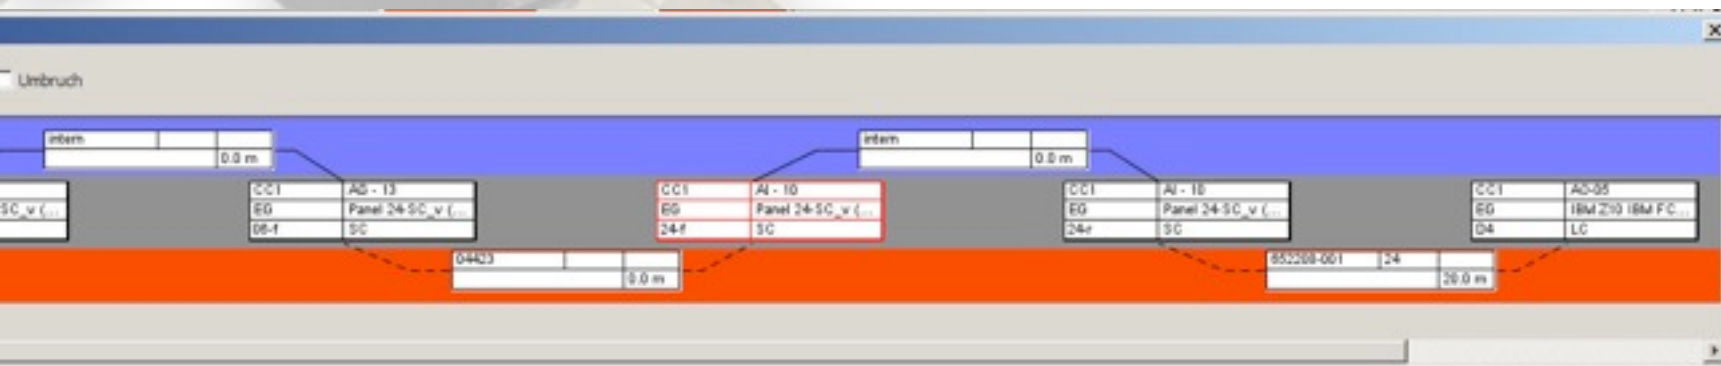 Umbruch
intern
0.0 m
intern
0.0 m
SC_v (...
CC1 AG - 13
EG Panel 24-SC_v (...
06-f SC
CC1 AI - 10
EG Panel 24-SC_v (...
24-f SC
CC1 AI - 10
EG Panel 24-SC_v (...
24-r SC
CC1 AO-05
EG IBM Z10 IBM FC...
D4 LC
04423
0.0 m
652208-001 24
20.0 m